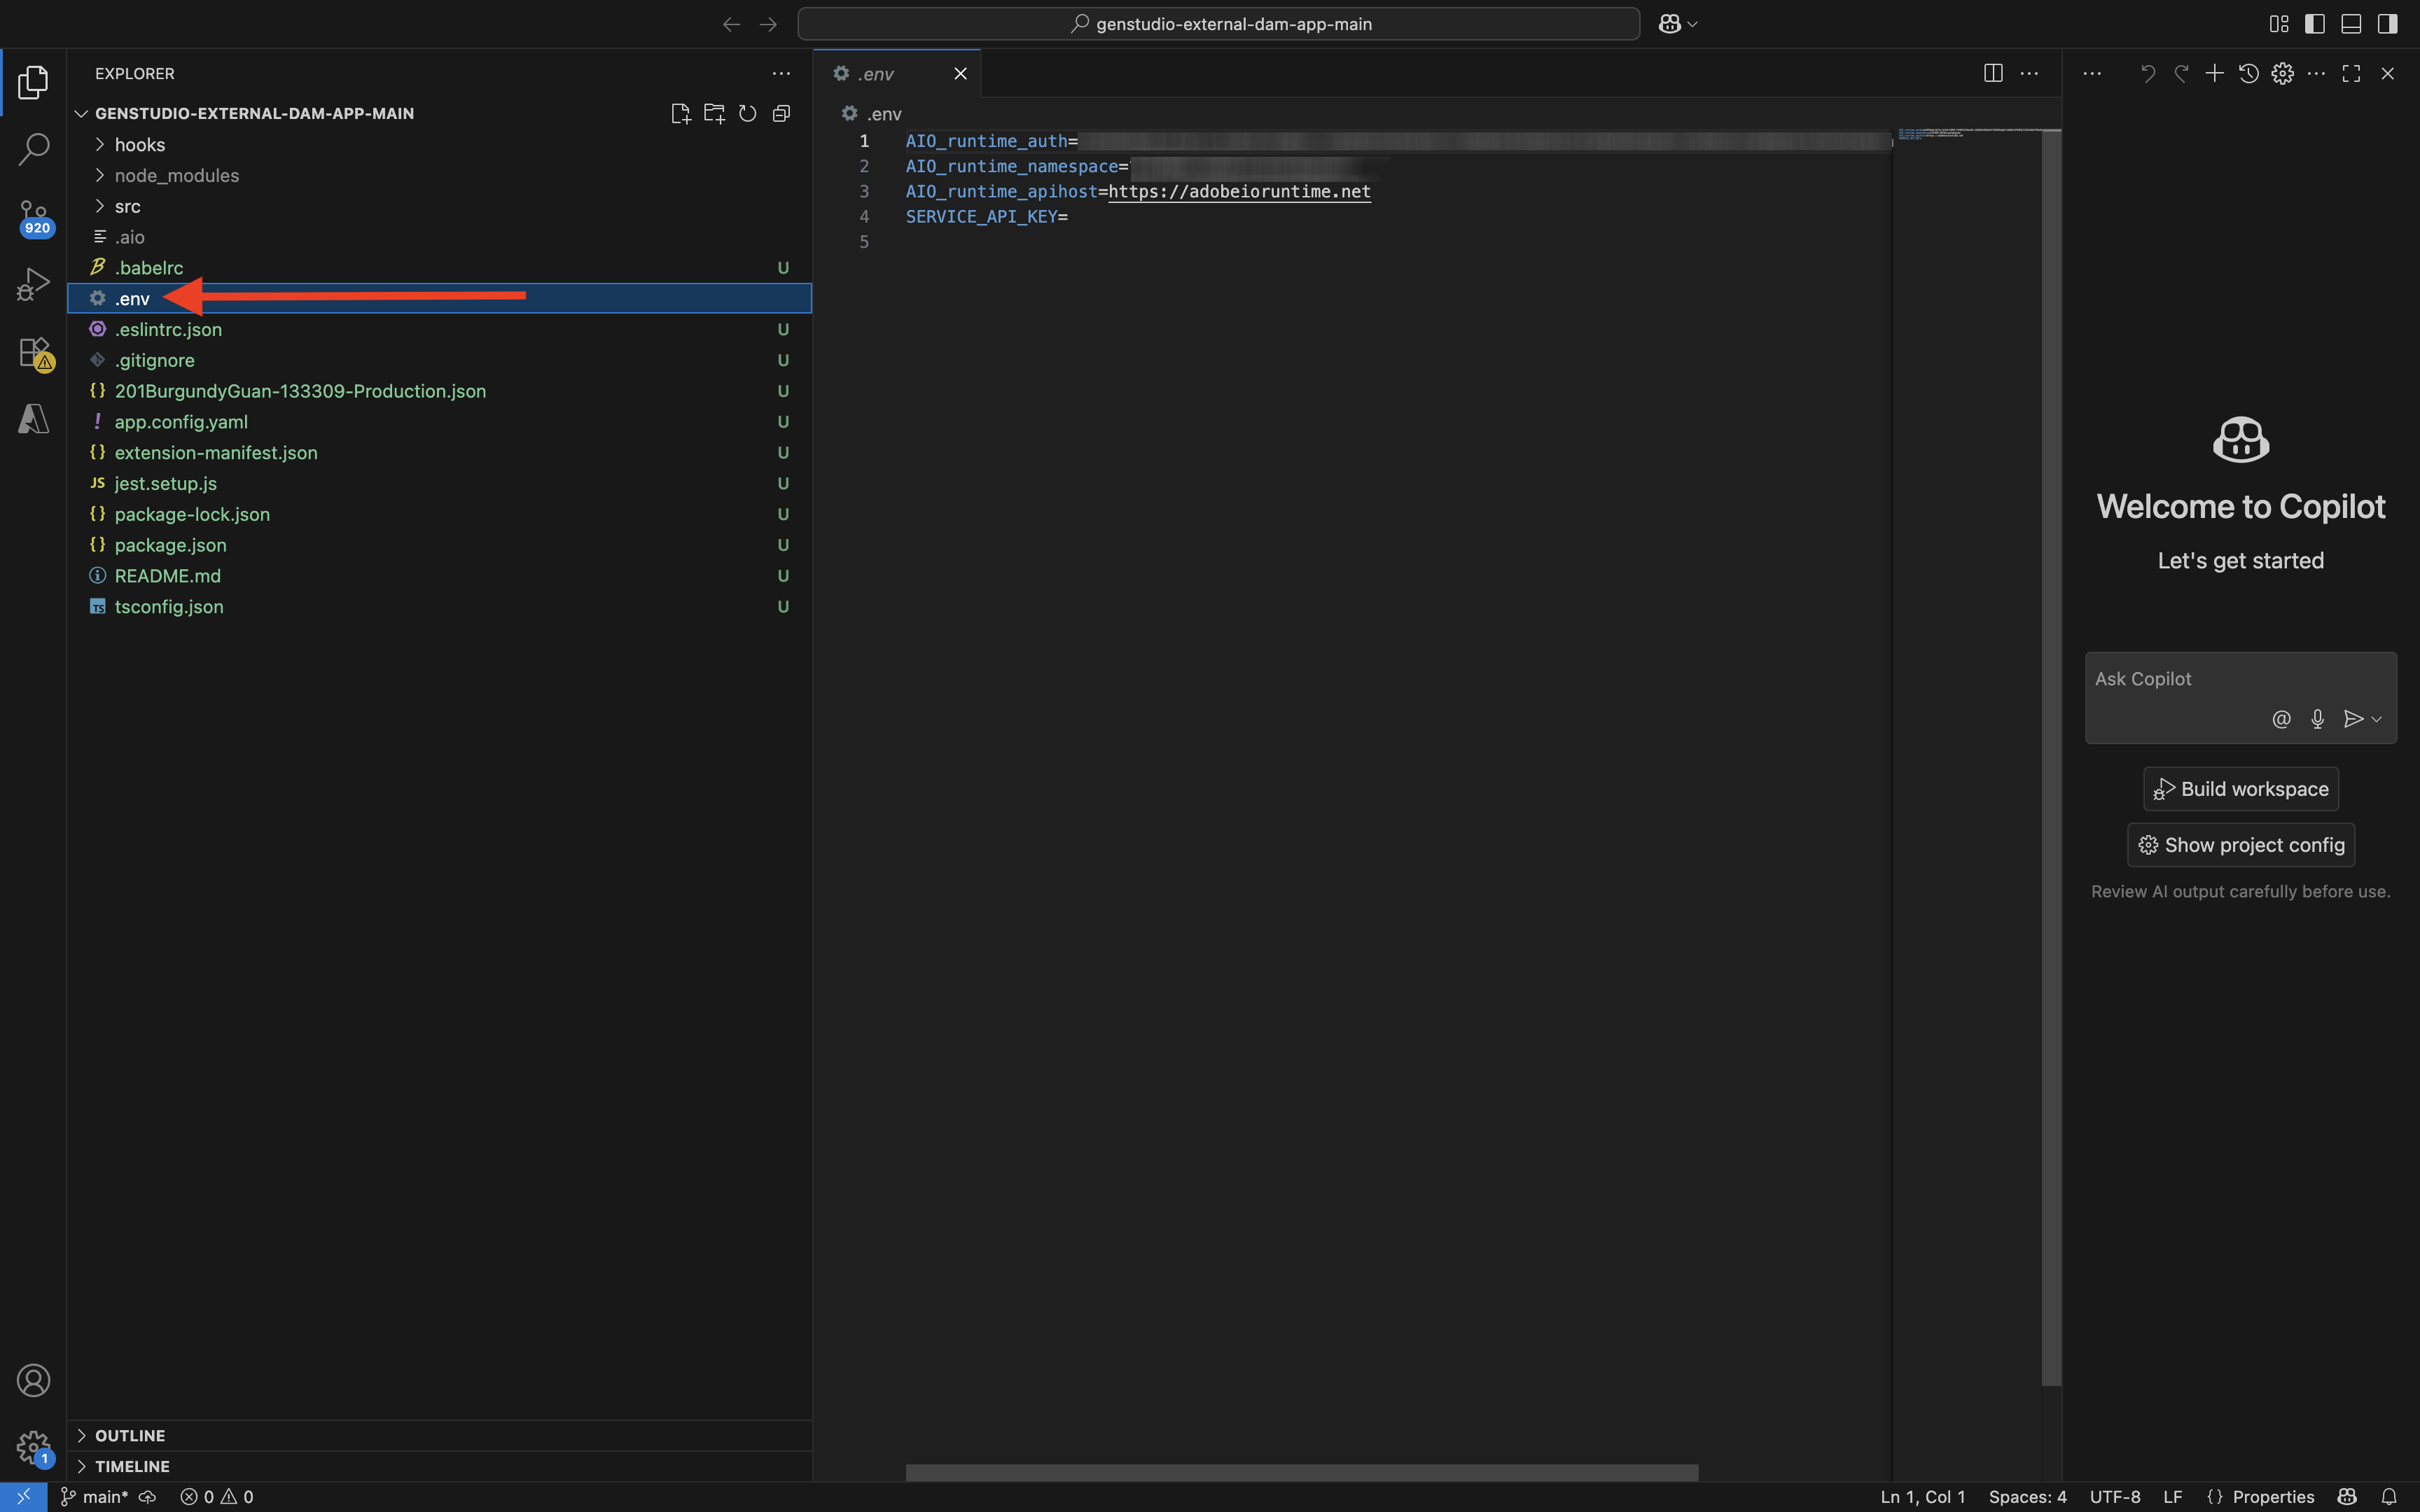 genstudio-external-dam-app-main
EXPLORER
GENSTUDIO-EXTERNAL-DAM-APP-MAIN
hooks
node_modules
src
.aio
.babelrc U
.env
.eslintrc.json U
.gitignore U
201BurgundyGuan-133309-Production.json U
app.config.yaml U
extension-manifest.json U
jest.setup.js U
package-lock.json U
package.json U
README.md U
tsconfig.json U
920
OUTLINE
TIMELINE
1
.env
.env
1 AIO_runtime_auth=
2 AIO_runtime_namespace=
3 AIO_runtime_apihost=https://adobeioruntime.net
4 SERVICE_API_KEY=
5
Welcome to Copilot
Let's get started
Ask Copilot
Build workspace
Show project config
Review AI output carefully before use.
main* 0 0
Ln 1, Col 1 Spaces: 4 UTF-8 LF {} Properties